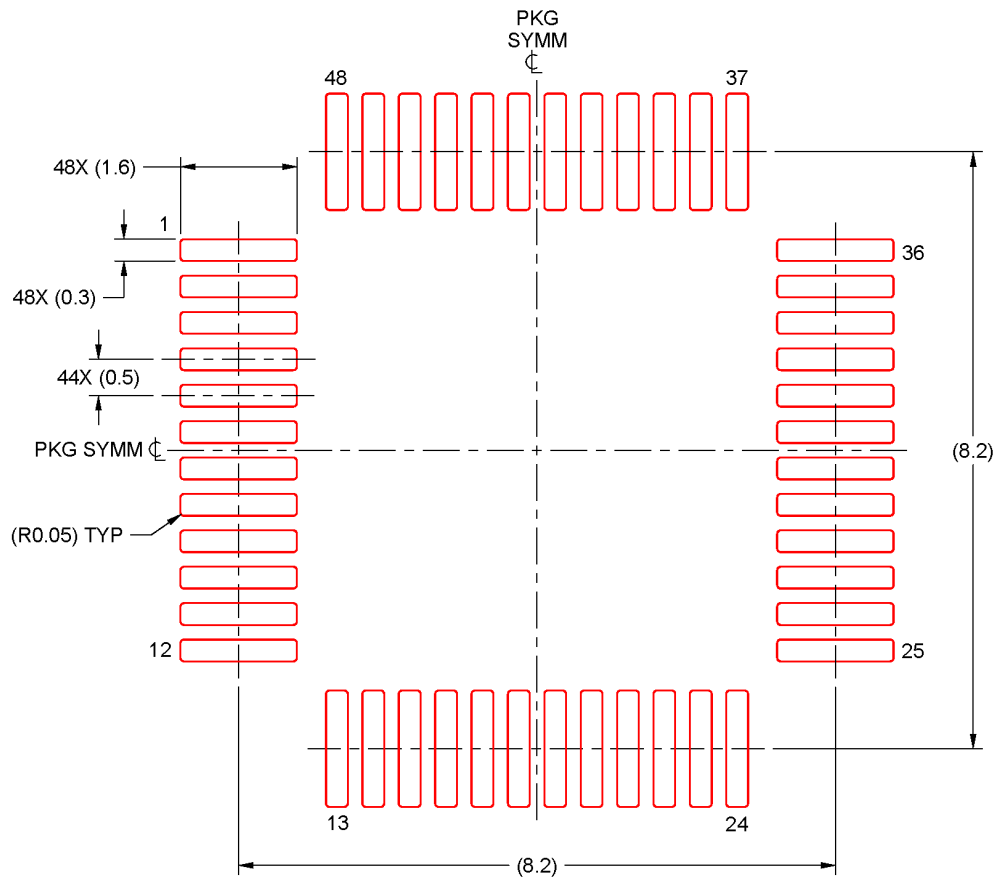 PKG
SYMM
℄
48
37
48X (1.6)
1
36
48X (0.3)
44X (0.5)
PKG SYMM ℄
(8.2)
(R0.05) TYP
12
25
13
24
(8.2)